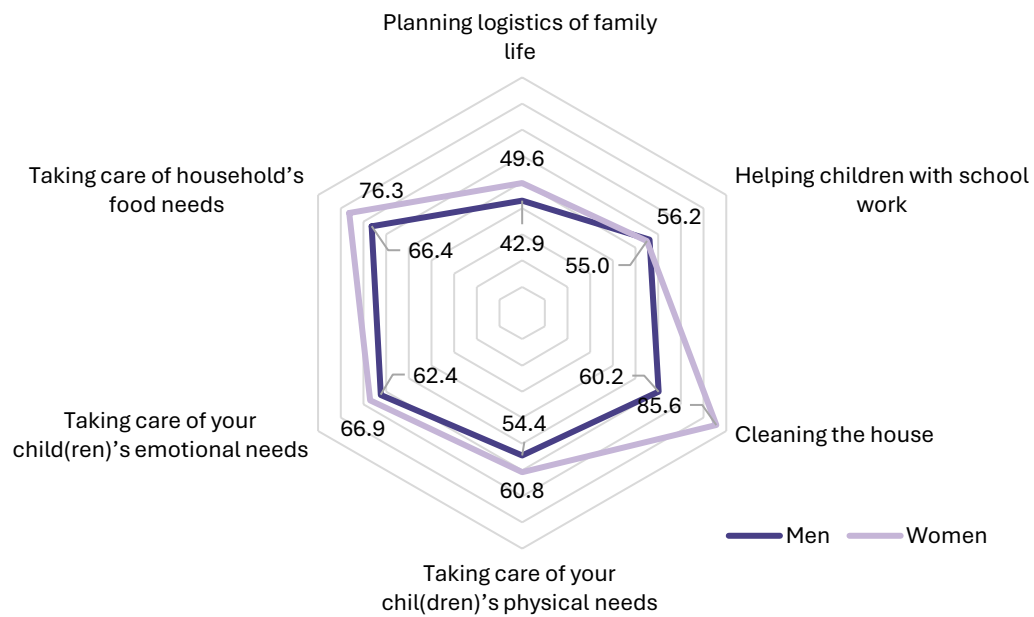 Planning logistics of family
life
49.6
Taking care of household’s
food needs
76.3
Helping children with school
work
56.2
66.4
42.9
55.0
62.4
60.2
85.6
54.4
Taking care of your
child(ren)’s emotional needs
66.9
Cleaning the house
60.8
Men
Women
Taking care of your
chil(dren)’s physical needs